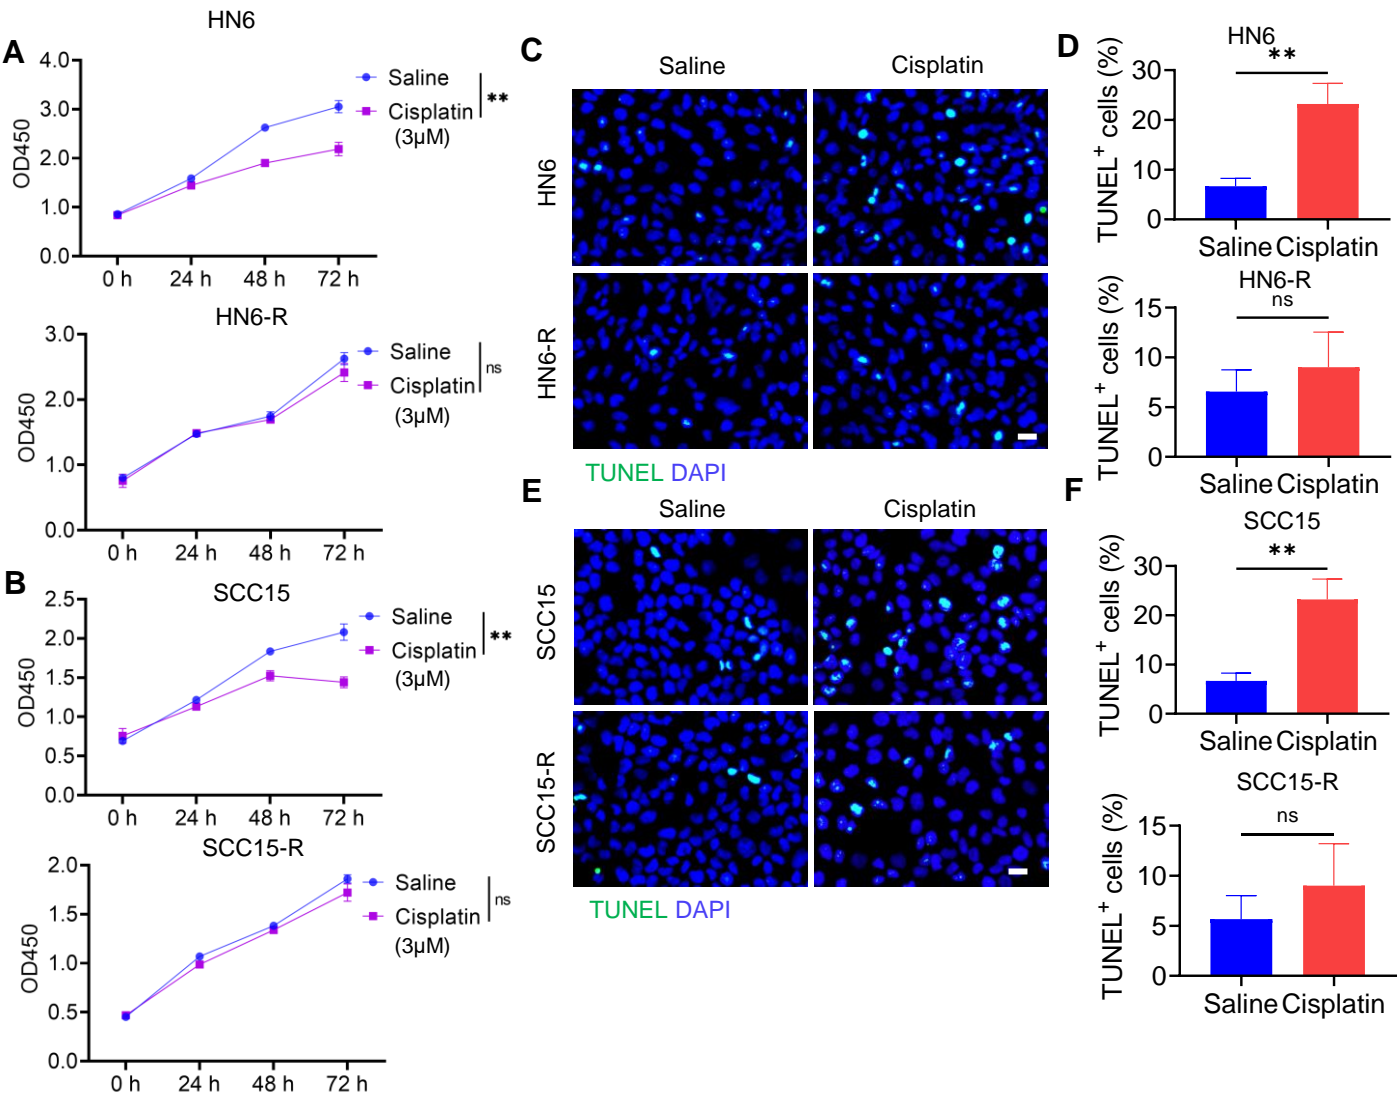 A
HN6
4.0
3.0
2.0
1.0
0.0
OD450
0 h 24 h 48 h 72 h
Saline
Cisplatin
(3μM)
**
HN6-R
3.0
2.0
1.0
0.0
OD450
0 h 24 h 48 h 72 h
Saline
Cisplatin
(3μM)
ns
B
SCC15
2.5
2.0
1.5
1.0
0.5
0.0
OD450
0 h 24 h 48 h 72 h
Saline
Cisplatin
(3μM)
**
SCC15-R
2.0
1.5
1.0
0.5
0.0
OD450
0 h 24 h 48 h 72 h
Saline
Cisplatin
(3μM)
ns
C
Saline Cisplatin
HN6
HN6-R
TUNEL DAPI
D
HN6
**
TUNEL+ cells (%)
30
20
10
0
Saline Cisplatin
HN6-R
ns
TUNEL+ cells (%)
15
10
5
0
Saline Cisplatin
E
Saline Cisplatin
SCC15
SCC15-R
TUNEL DAPI
F
SCC15
**
TUNEL+ cells (%)
30
20
10
0
Saline Cisplatin
SCC15-R
ns
TUNEL+ cells (%)
15
10
5
0
Saline Cisplatin